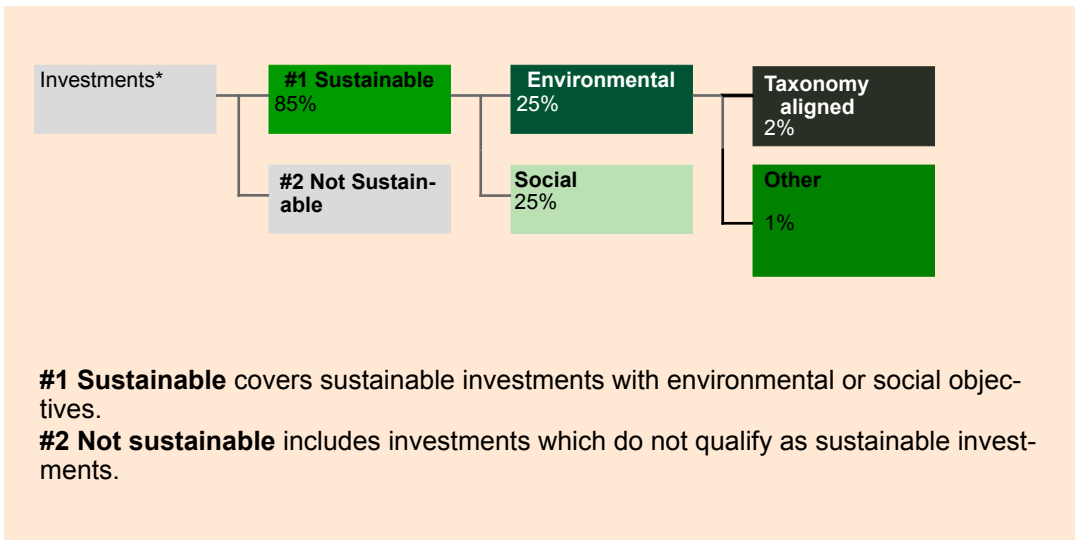 Investments*
#1 Sustainable
85%
Environmental
25%
Taxonomy
aligned
2%
#2 Not Sustain-
able
Social
25%
Other
1%
#1 Sustainable covers sustainable investments with environmental or social objec-
tives.
#2 Not sustainable includes investments which do not qualify as sustainable invest-
ments.